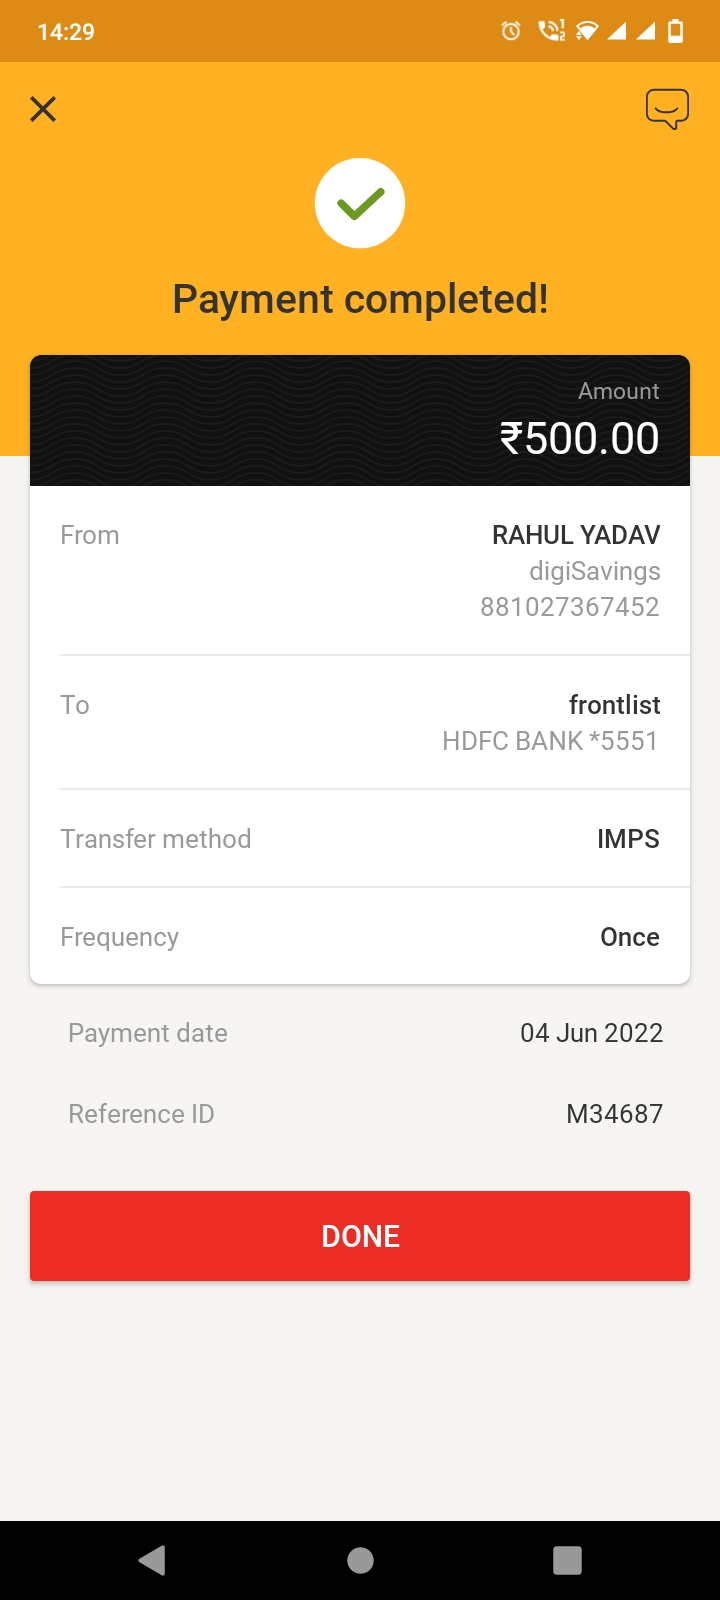 14:29
Payment completed!
Amount
₹500.00
From
RAHUL YADAV
digiSavings
881027367452
To
frontlist
HDFC BANK *5551
Transfer method
IMPS
Frequency
Once
Payment date
04 Jun 2022
Reference ID
M34687
DONE